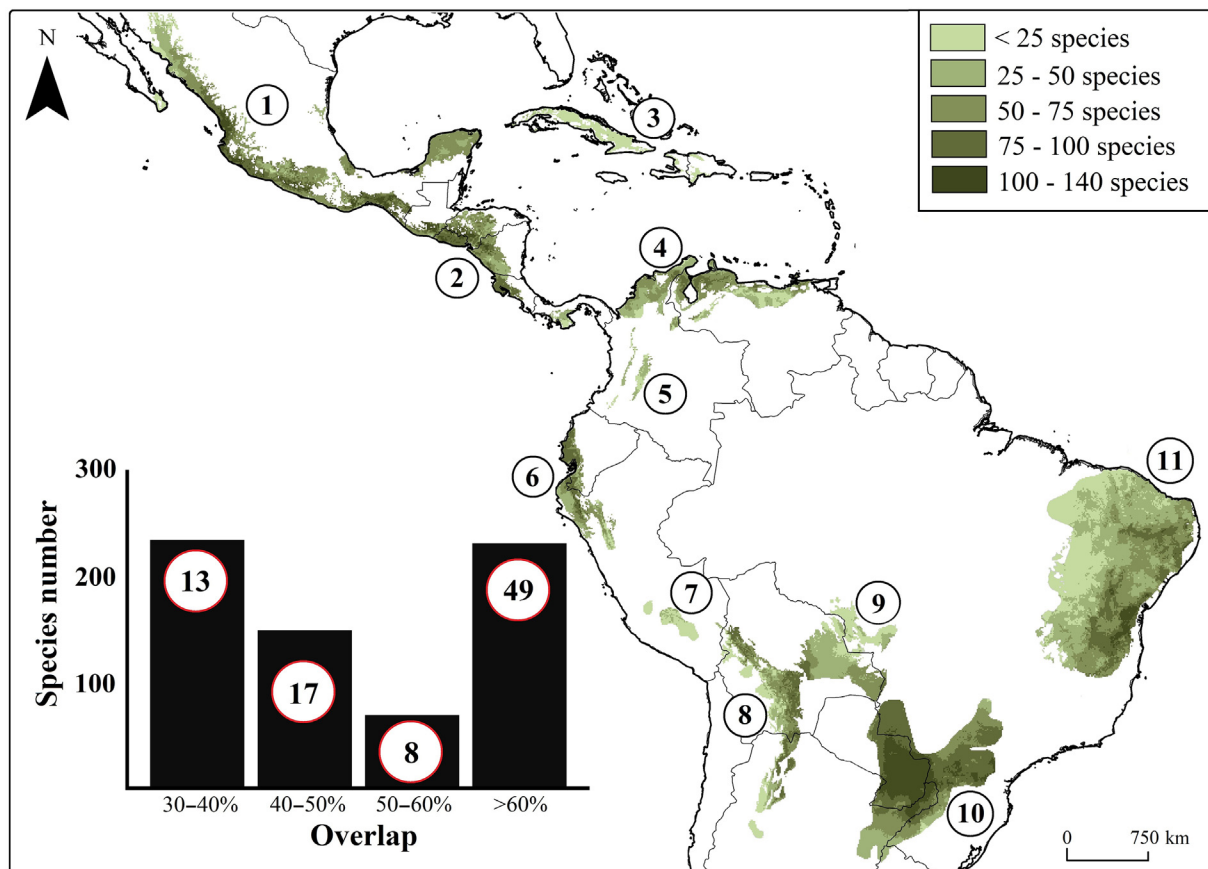 N
< 25 species
25 - 50 species
50 - 75 species
75 - 100 species
100 - 140 species
1
2
3
4
5
6
7
8
9
10
11
0 750 km
300
200
100
Species number
13
17
8
49
30–40% 40–50% 50–60% >60%
Overlap